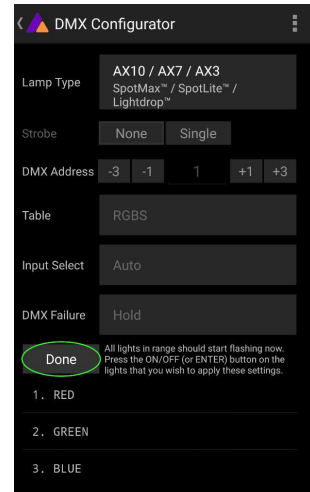 DMX Configurator
Lamp Type
AX10 / AX7 / AX3
SpotMax™ / SpotLite™ /
Lightdrop™
Strobe None Single
DMX Address -3 -1 1 +1 +3
Table RGBS
Input Select Auto
DMX Failure Hold
Done
All lights in range should start flashing now.
Press the ON/OFF (or ENTER) button on the
lights that you wish to apply these settings.
1. RED
2. GREEN
3. BLUE